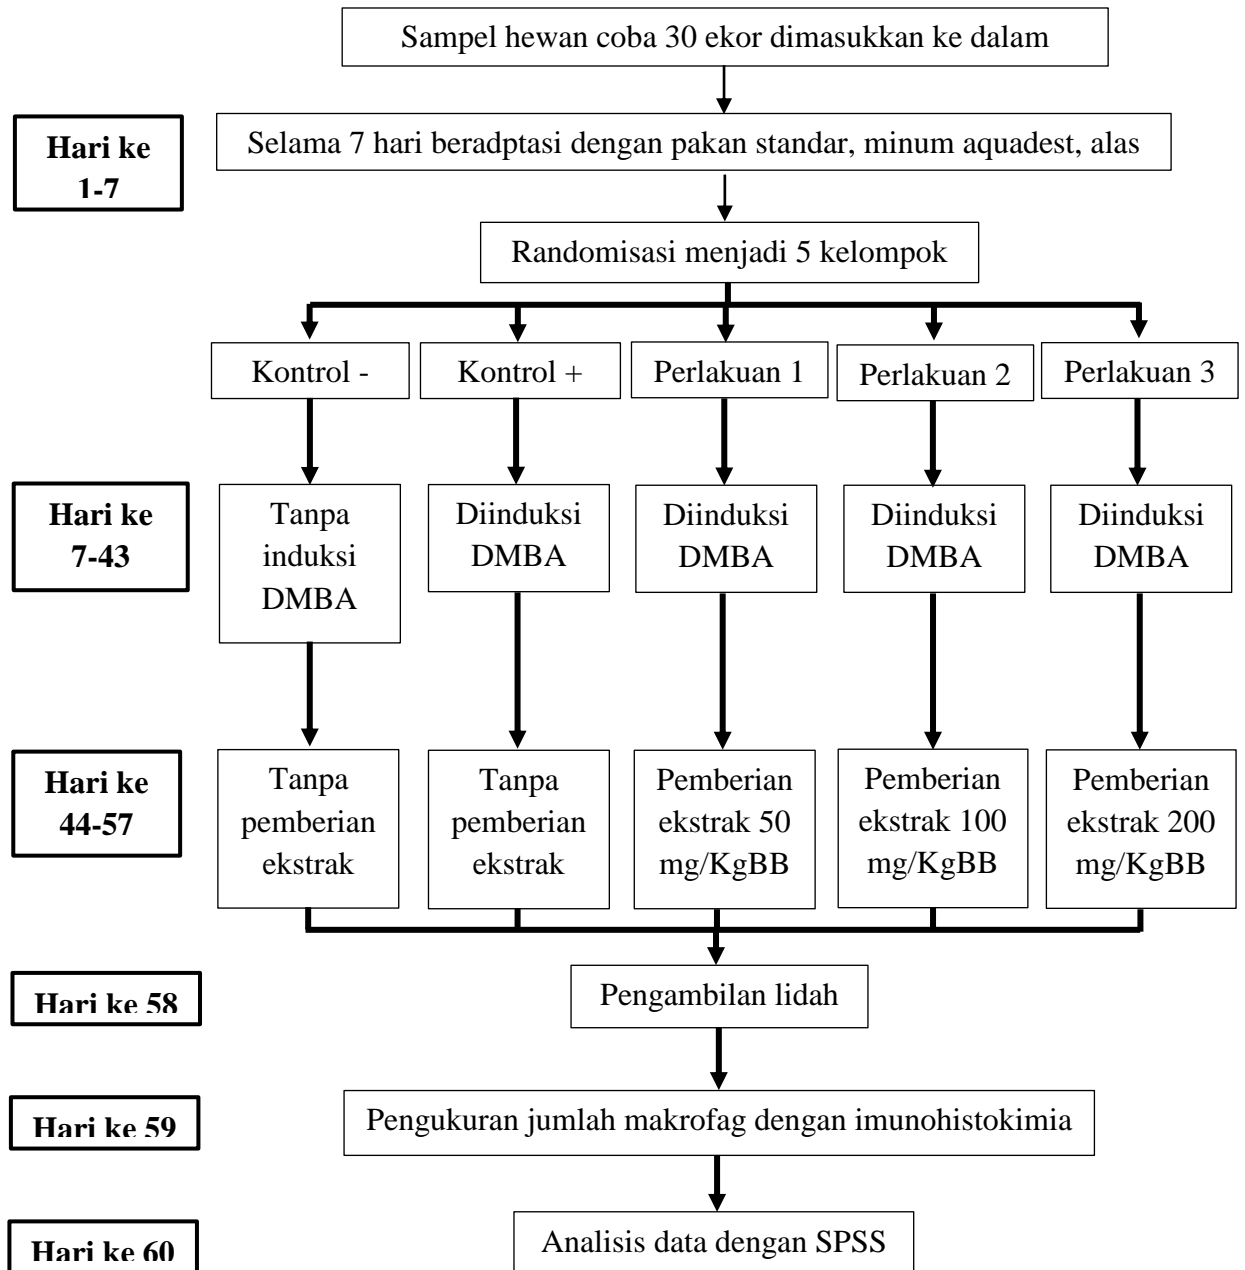 Sampel hewan coba 30 ekor dimasukkan ke dalam
Hari ke
1-7
Selama 7 hari beradptasi dengan pakan standar, minum aquadest, alas
Randomisasi menjadi 5 kelompok
Kontrol -
Kontrol +
Perlakuan 1
Perlakuan 2
Perlakuan 3
Hari ke
7-43
Tanpa
induksi
DMBA
Diinduksi
DMBA
Diinduksi
DMBA
Diinduksi
DMBA
Diinduksi
DMBA
Hari ke
44-57
Tanpa
pemberian
ekstrak
Tanpa
pemberian
ekstrak
Pemberian
ekstrak 50
mg/KgBB
Pemberian
ekstrak 100
mg/KgBB
Pemberian
ekstrak 200
mg/KgBB
Hari ke 58
Pengambilan lidah
Hari ke 59
Pengukuran jumlah makrofag dengan imunohistokimia
Hari ke 60
Analisis data dengan SPSS